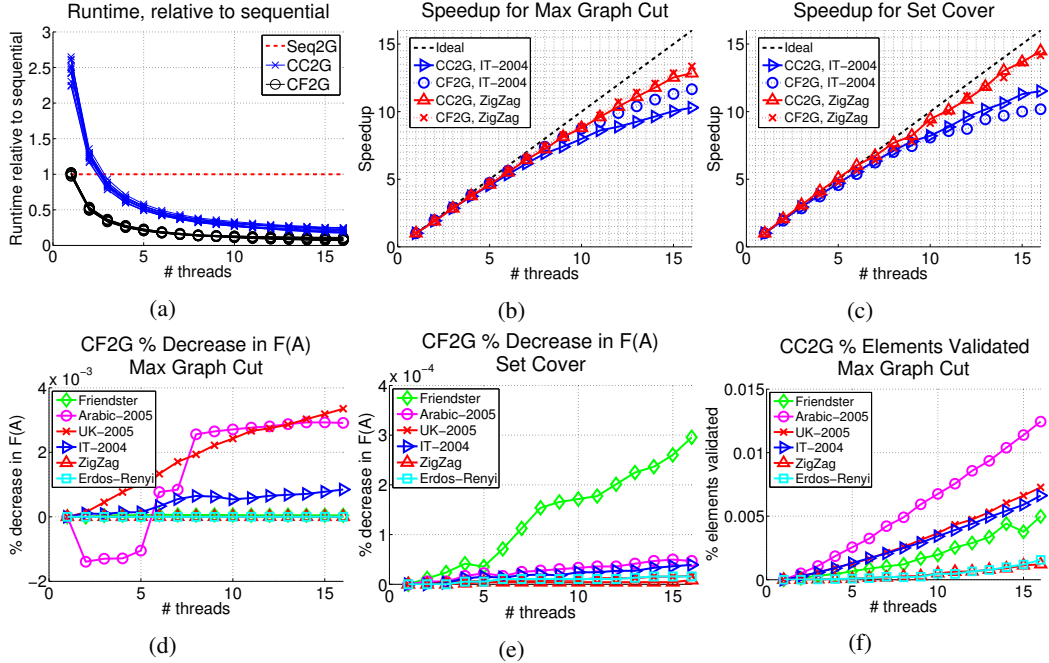 Runtime, relative to sequential
Runtime relative to sequential
3
2.5
2
1.5
1
0.5
0
Seq2G
CC2G
CF2G
0 5 10 15
# threads
(a)
Speedup for Max Graph Cut
Speedup
15
10
5
0
Ideal
CC2G, IT-2004
CF2G, IT-2004
CC2G, ZigZag
CF2G, ZigZag
0 5 10 15
# threads
(b)
Speedup for Set Cover
Speedup
15
10
5
0
Ideal
CC2G, IT-2004
CF2G, IT-2004
CC2G, ZigZag
CF2G, ZigZag
0 5 10 15
# threads
(c)
CF2G % Decrease in F(A)
Max Graph Cut
x 10⁻³
% decrease in F(A)
4
2
0
−2
Friendster
Arabic−2005
UK−2005
IT−2004
ZigZag
Erdos−Renyi
0 5 10 15
# threads
(d)
CF2G % Decrease in F(A)
Set Cover
x 10⁻⁴
% decrease in F(A)
4
2
0
Friendster
Arabic−2005
UK−2005
IT−2004
ZigZag
Erdos−Renyi
0 5 10 15
# threads
(e)
CC2G % Elements Validated
Max Graph Cut
% elements validated
0.015
0.01
0.005
0
Friendster
Arabic−2005
UK−2005
IT−2004
ZigZag
Erdos−Renyi
0 5 10 15
# threads
(f)